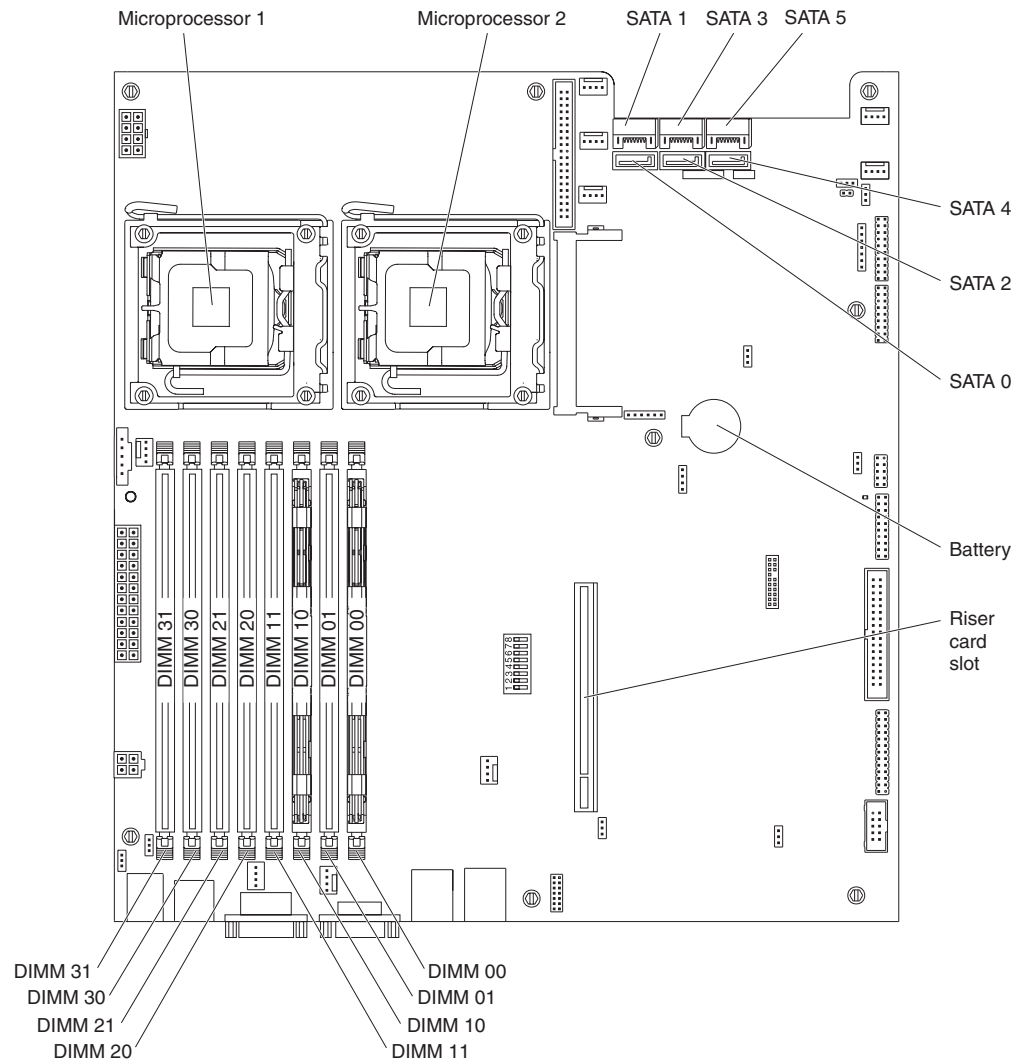 Microprocessor 1
Microprocessor 2
SATA 1
SATA 3
SATA 5
SATA 4
SATA 2
SATA 0
Battery
Riser
card
slot
DIMM 31
DIMM 30
DIMM 21
DIMM 20
DIMM 11
DIMM 10
DIMM 01
DIMM 00
12345678
DIMM 31
DIMM 30
DIMM 21
DIMM 20
DIMM 00
DIMM 01
DIMM 10
DIMM 11